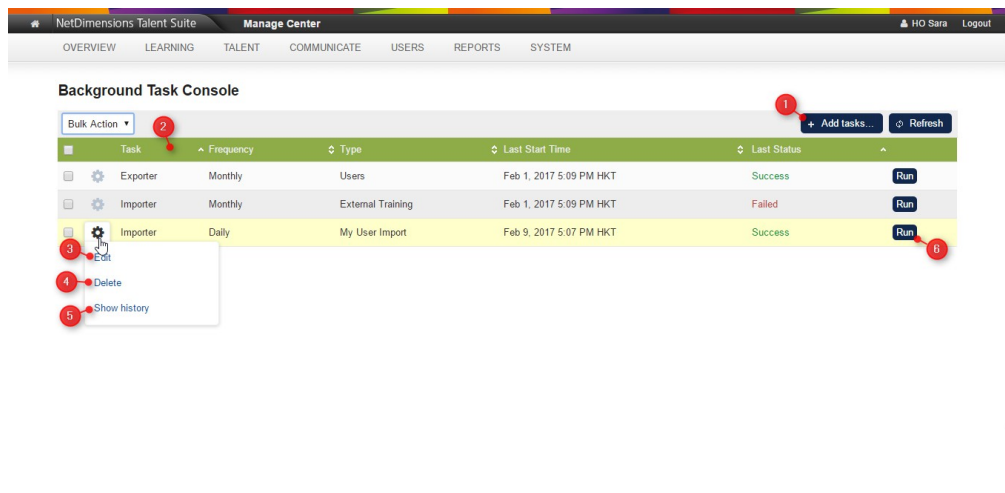 NetDimensions Talent Suite Manage Center HO Sara Logout
OVERVIEW LEARNING TALENT COMMUNICATE USERS REPORTS SYSTEM
Background Task Console
1
Bulk Action 2 + Add tasks... Refresh
Task Frequency Type Last Start Time Last Status
Exporter Monthly Users Feb 1, 2017 5:09 PM HKT Success Run
Importer Monthly External Training Feb 1, 2017 5:09 PM HKT Failed Run
Importer Daily My User Import Feb 9, 2017 5:07 PM HKT Success Run
3 Edit 6
4 Delete
5 Show history